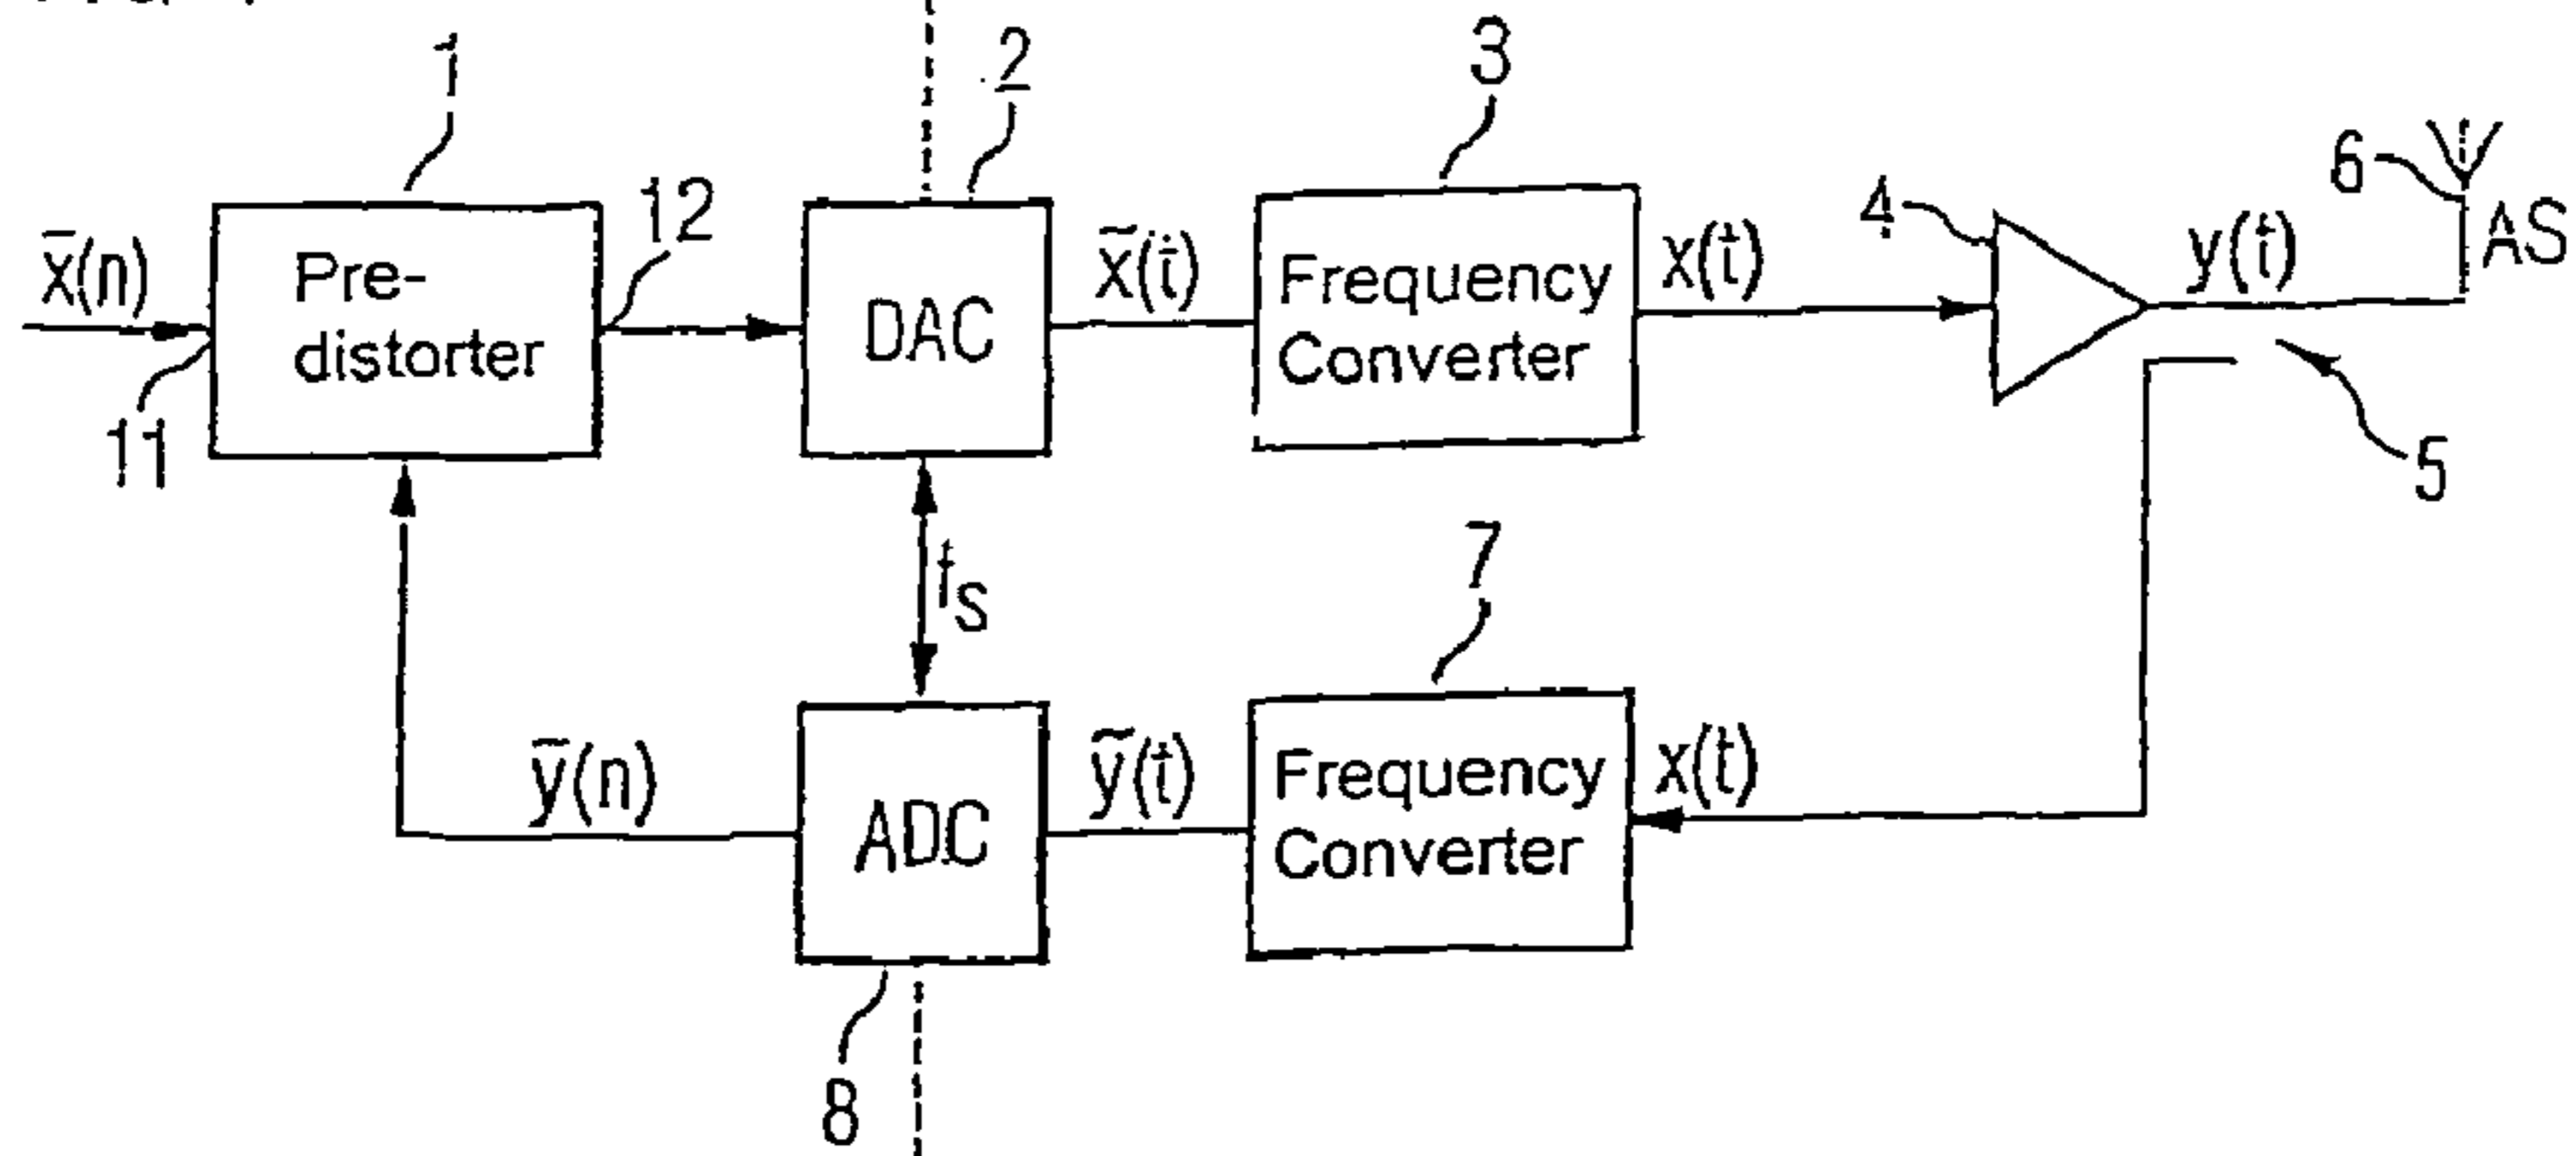 1
2
3
x̄(n)
Pre-
distorter
12
11
DAC
x̃(t)
Frequency
Converter
x(t)
4
y(t)
6
AS
5
fS
7
ȳ(n)
ADC
ỹ(t)
Frequency
Converter
x(t)
8